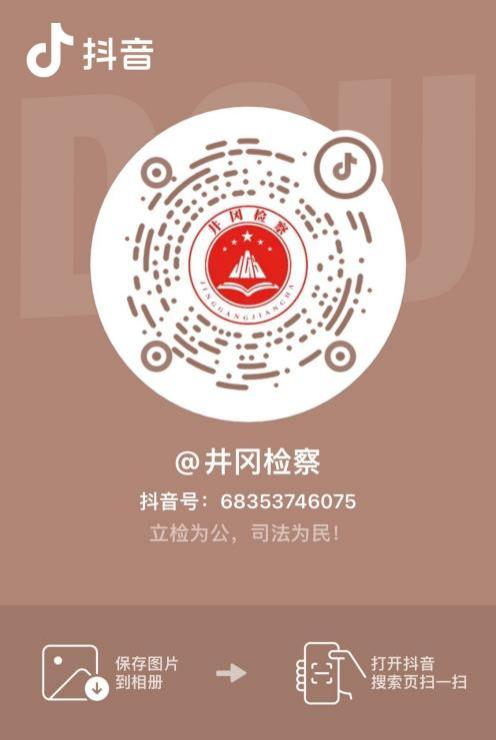 抖音
DOU
井冈检察
JINGGANGJIANCHA
@井冈检察
抖音号：68353746075
立检为公，司法为民！
保存图片
到相册
打开抖音
搜索页扫一扫